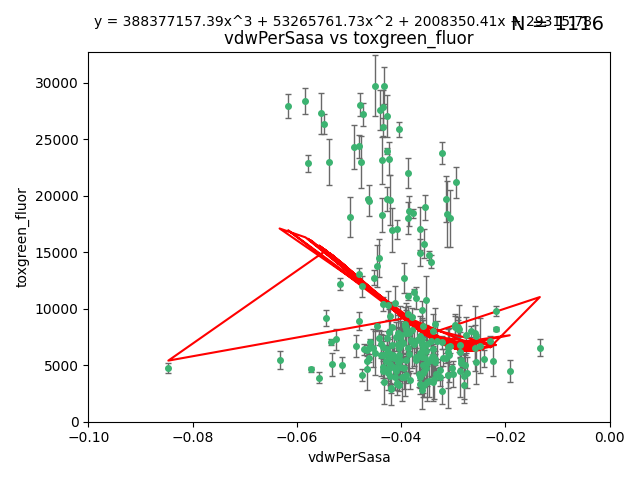 y = 388377157.39x^3 + 53265761.73x^2 + 2008350.41x +
N = 1116
vdwPerSasa vs toxgreen_fluor
toxgreen_fluor
30000
25000
20000
15000
10000
5000
0
−0.10 −0.08 −0.06 −0.04 −0.02 0.00
vdwPerSasa